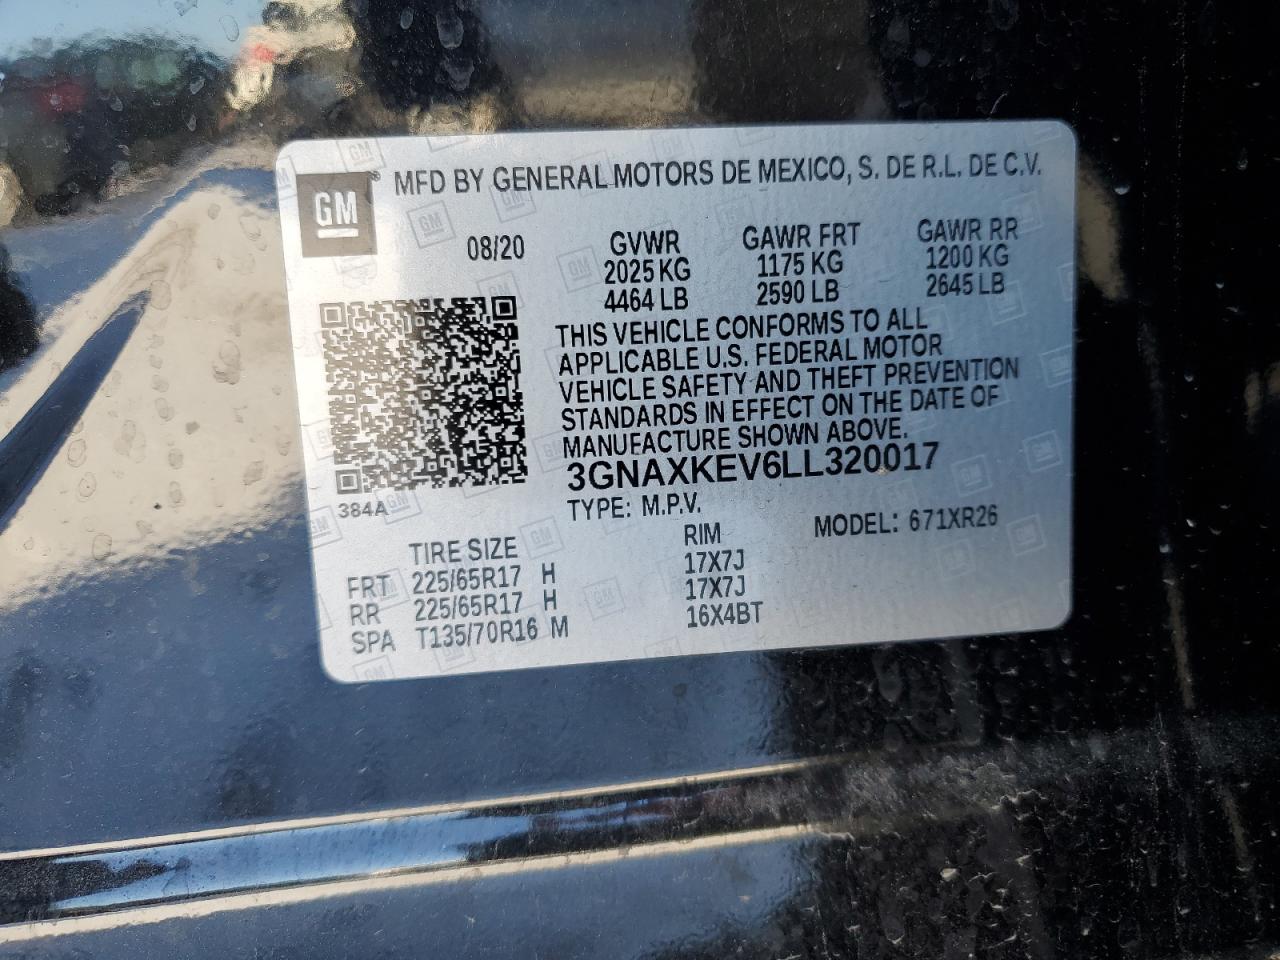 GM® MFD BY GENERAL MOTORS DE MEXICO, S. DE R.L. DE C.V.
08/20 GVWR GAWR FRT GAWR RR
2025 KG 1175 KG 1200 KG
4464 LB 2590 LB 2645 LB
THIS VEHICLE CONFORMS TO ALL
APPLICABLE U.S. FEDERAL MOTOR
VEHICLE SAFETY AND THEFT PREVENTION
STANDARDS IN EFFECT ON THE DATE OF
MANUFACTURE SHOWN ABOVE.
3GNAXKEV6LL320017
384A
TYPE: M.P.V. MODEL: 671XR26
TIRE SIZE RIM
FRT 225/65R17 H 17X7J
RR 225/65R17 H 17X7J
SPA T135/70R16 M 16X4BT